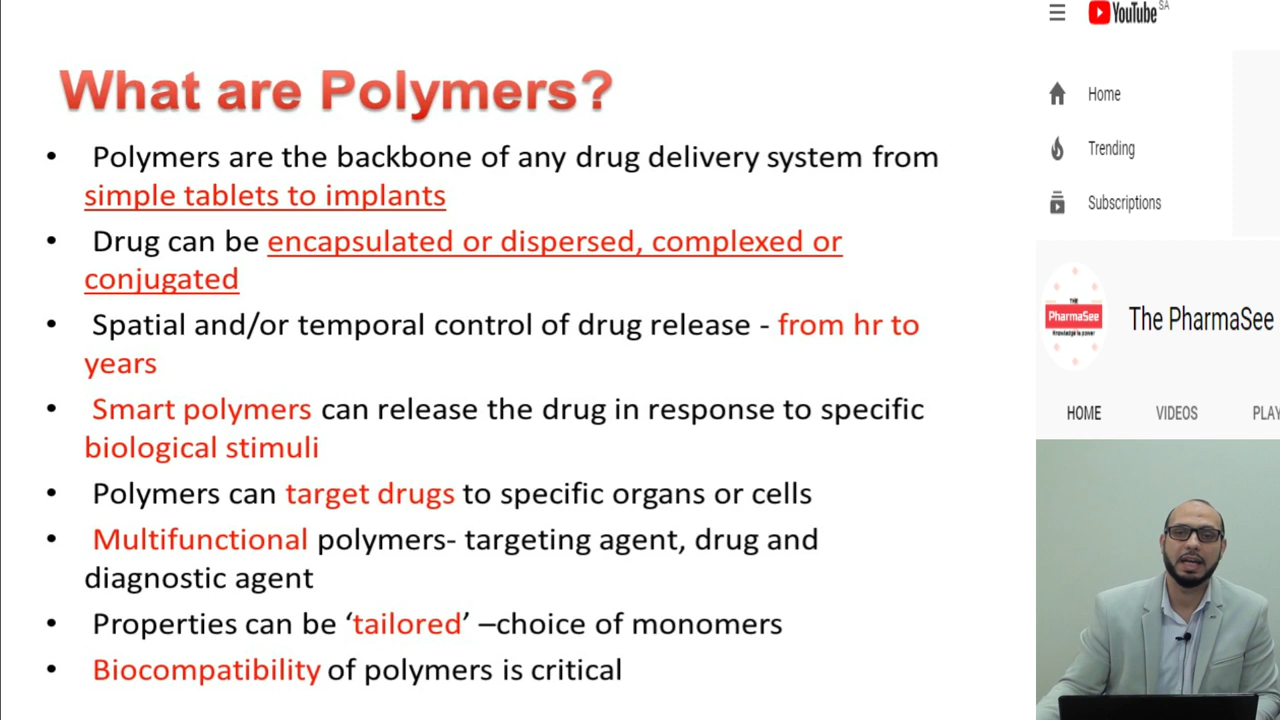 What are Polymers?
• Polymers are the backbone of any drug delivery system from
simple tablets to implants
• Drug can be encapsulated or dispersed, complexed or
conjugated
• Spatial and/or temporal control of drug release - from hr to
years
• Smart polymers can release the drug in response to specific
biological stimuli
• Polymers can target drugs to specific organs or cells
• Multifunctional polymers- targeting agent, drug and
diagnostic agent
• Properties can be ‘tailored’ –choice of monomers
• Biocompatibility of polymers is critical
YouTube SA
Home
Trending
Subscriptions
THE
PharmaSee
Knowledge is power
The PharmaSee
HOME VIDEOS PLAY